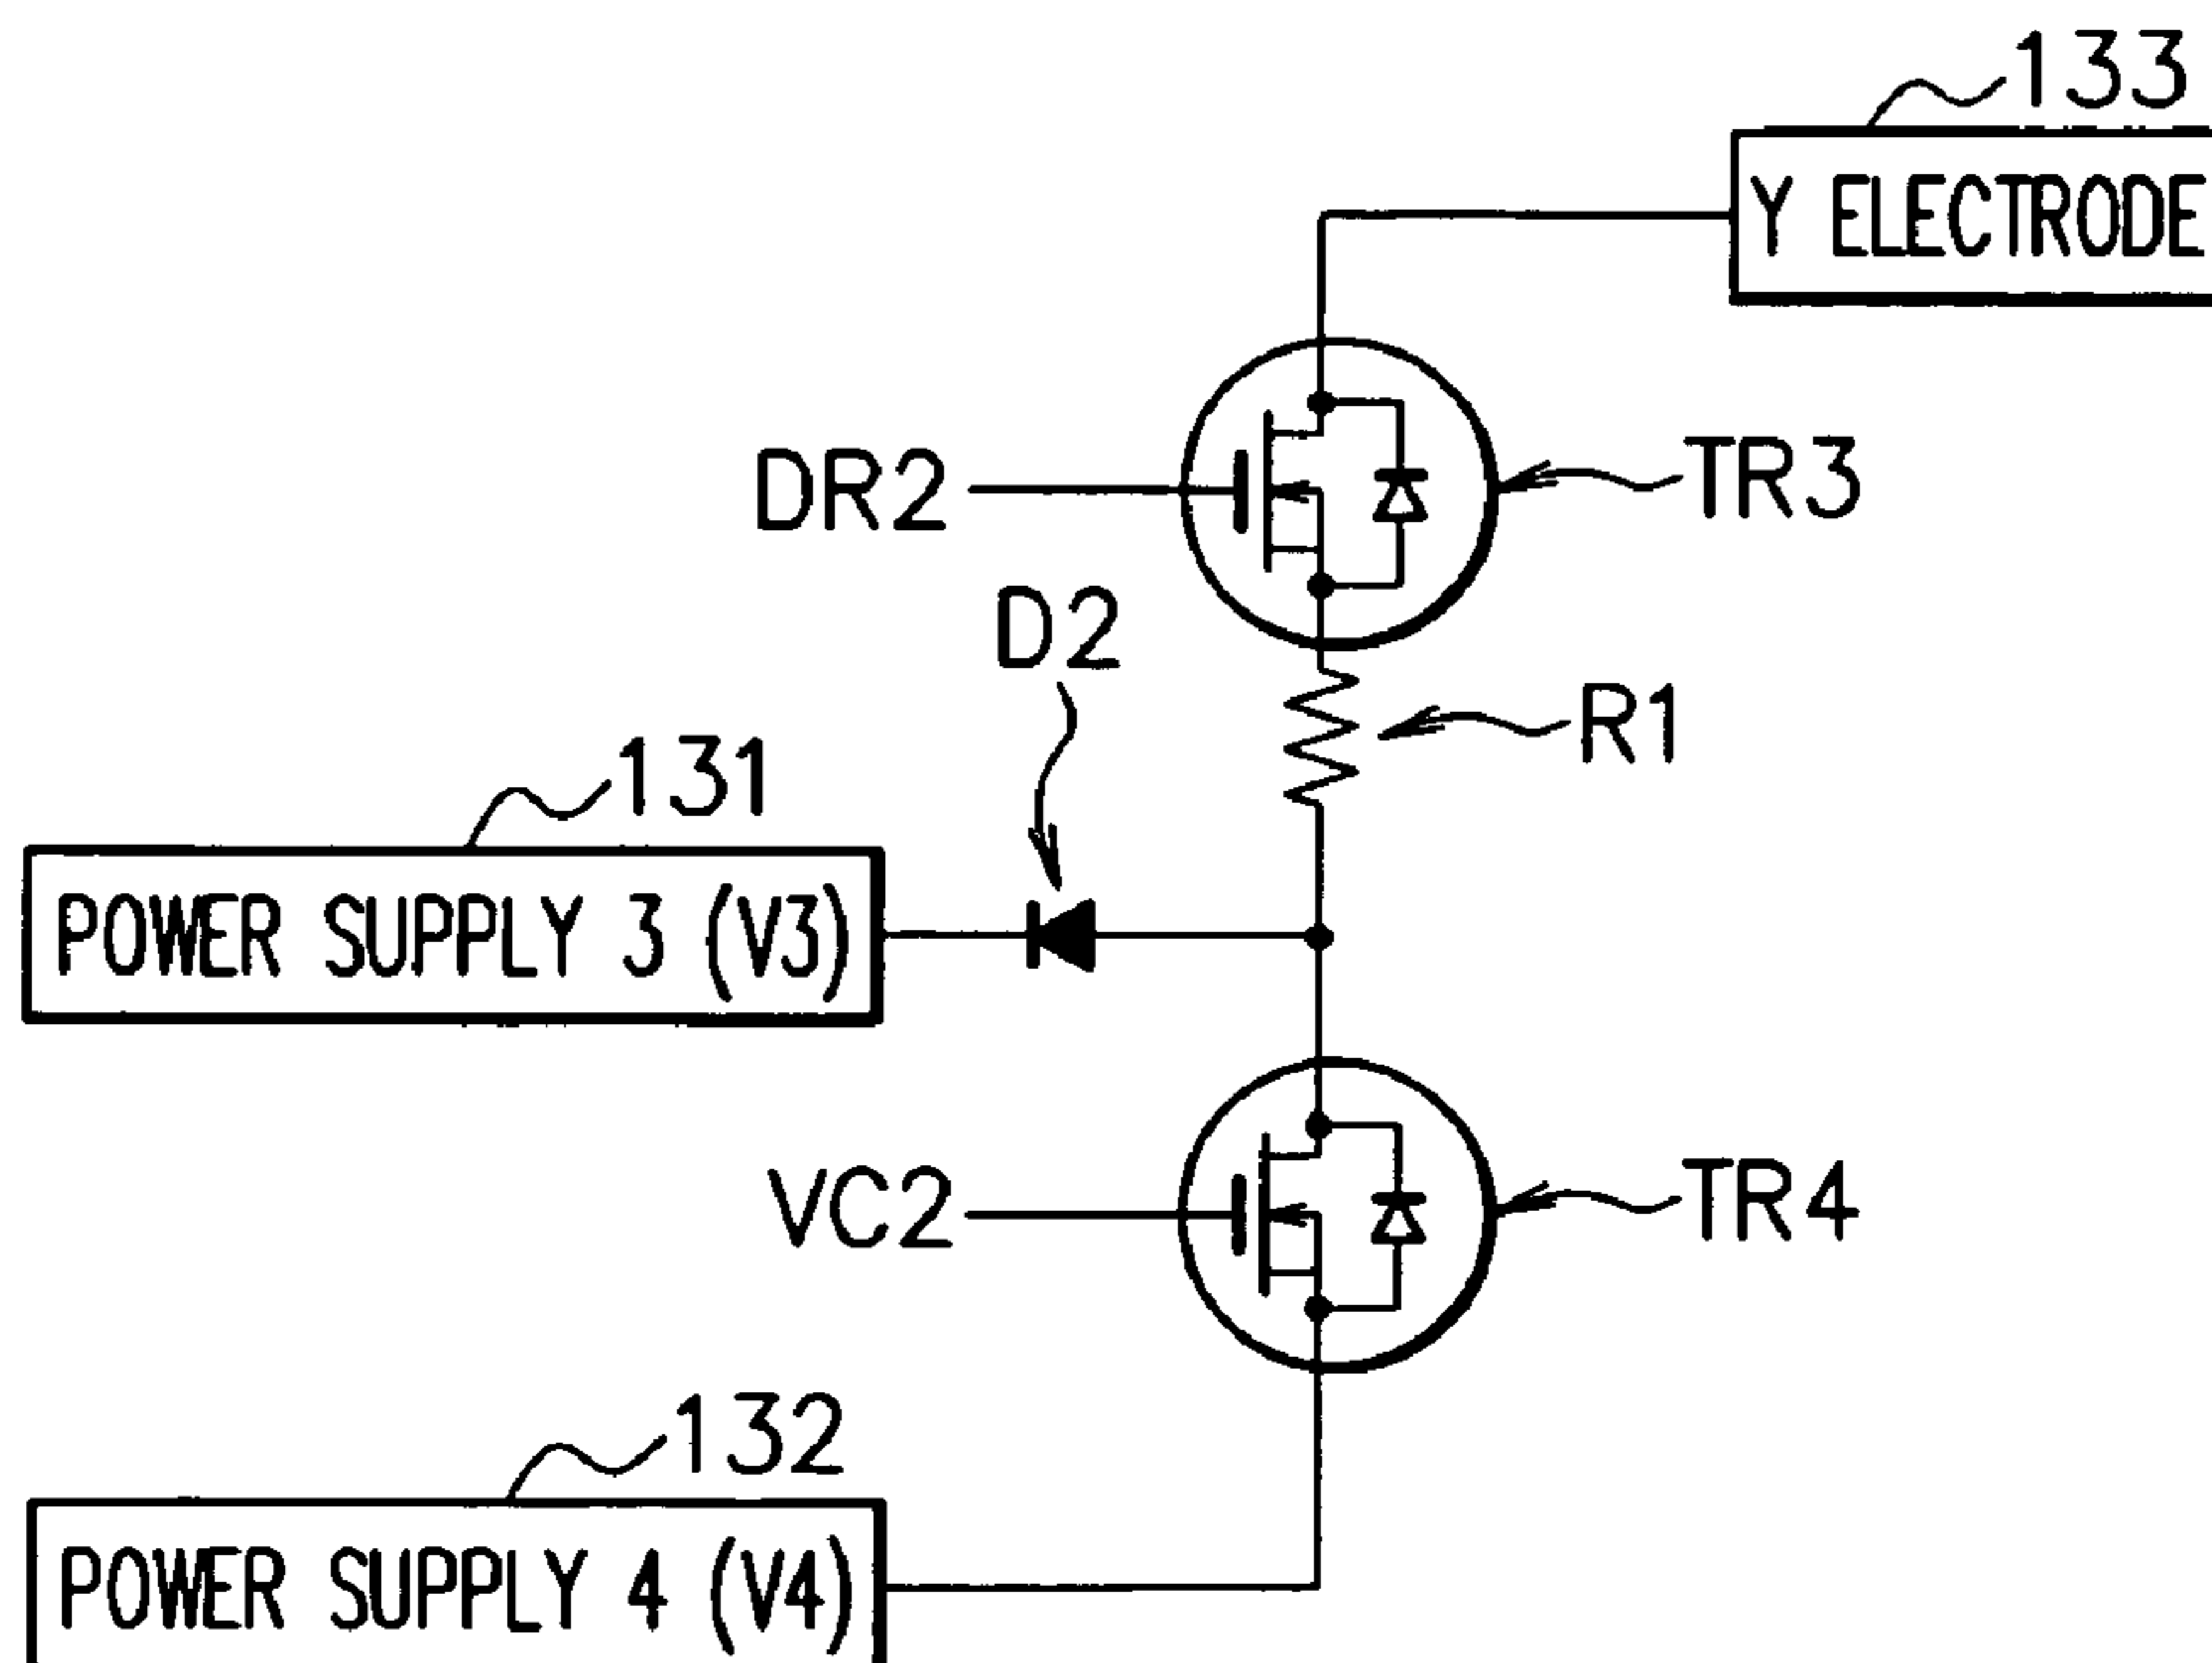 133
Y ELECTRODE
DR2
TR3
D2
R1
131
POWER SUPPLY 3 (V3)
VC2
TR4
132
POWER SUPPLY 4 (V4)